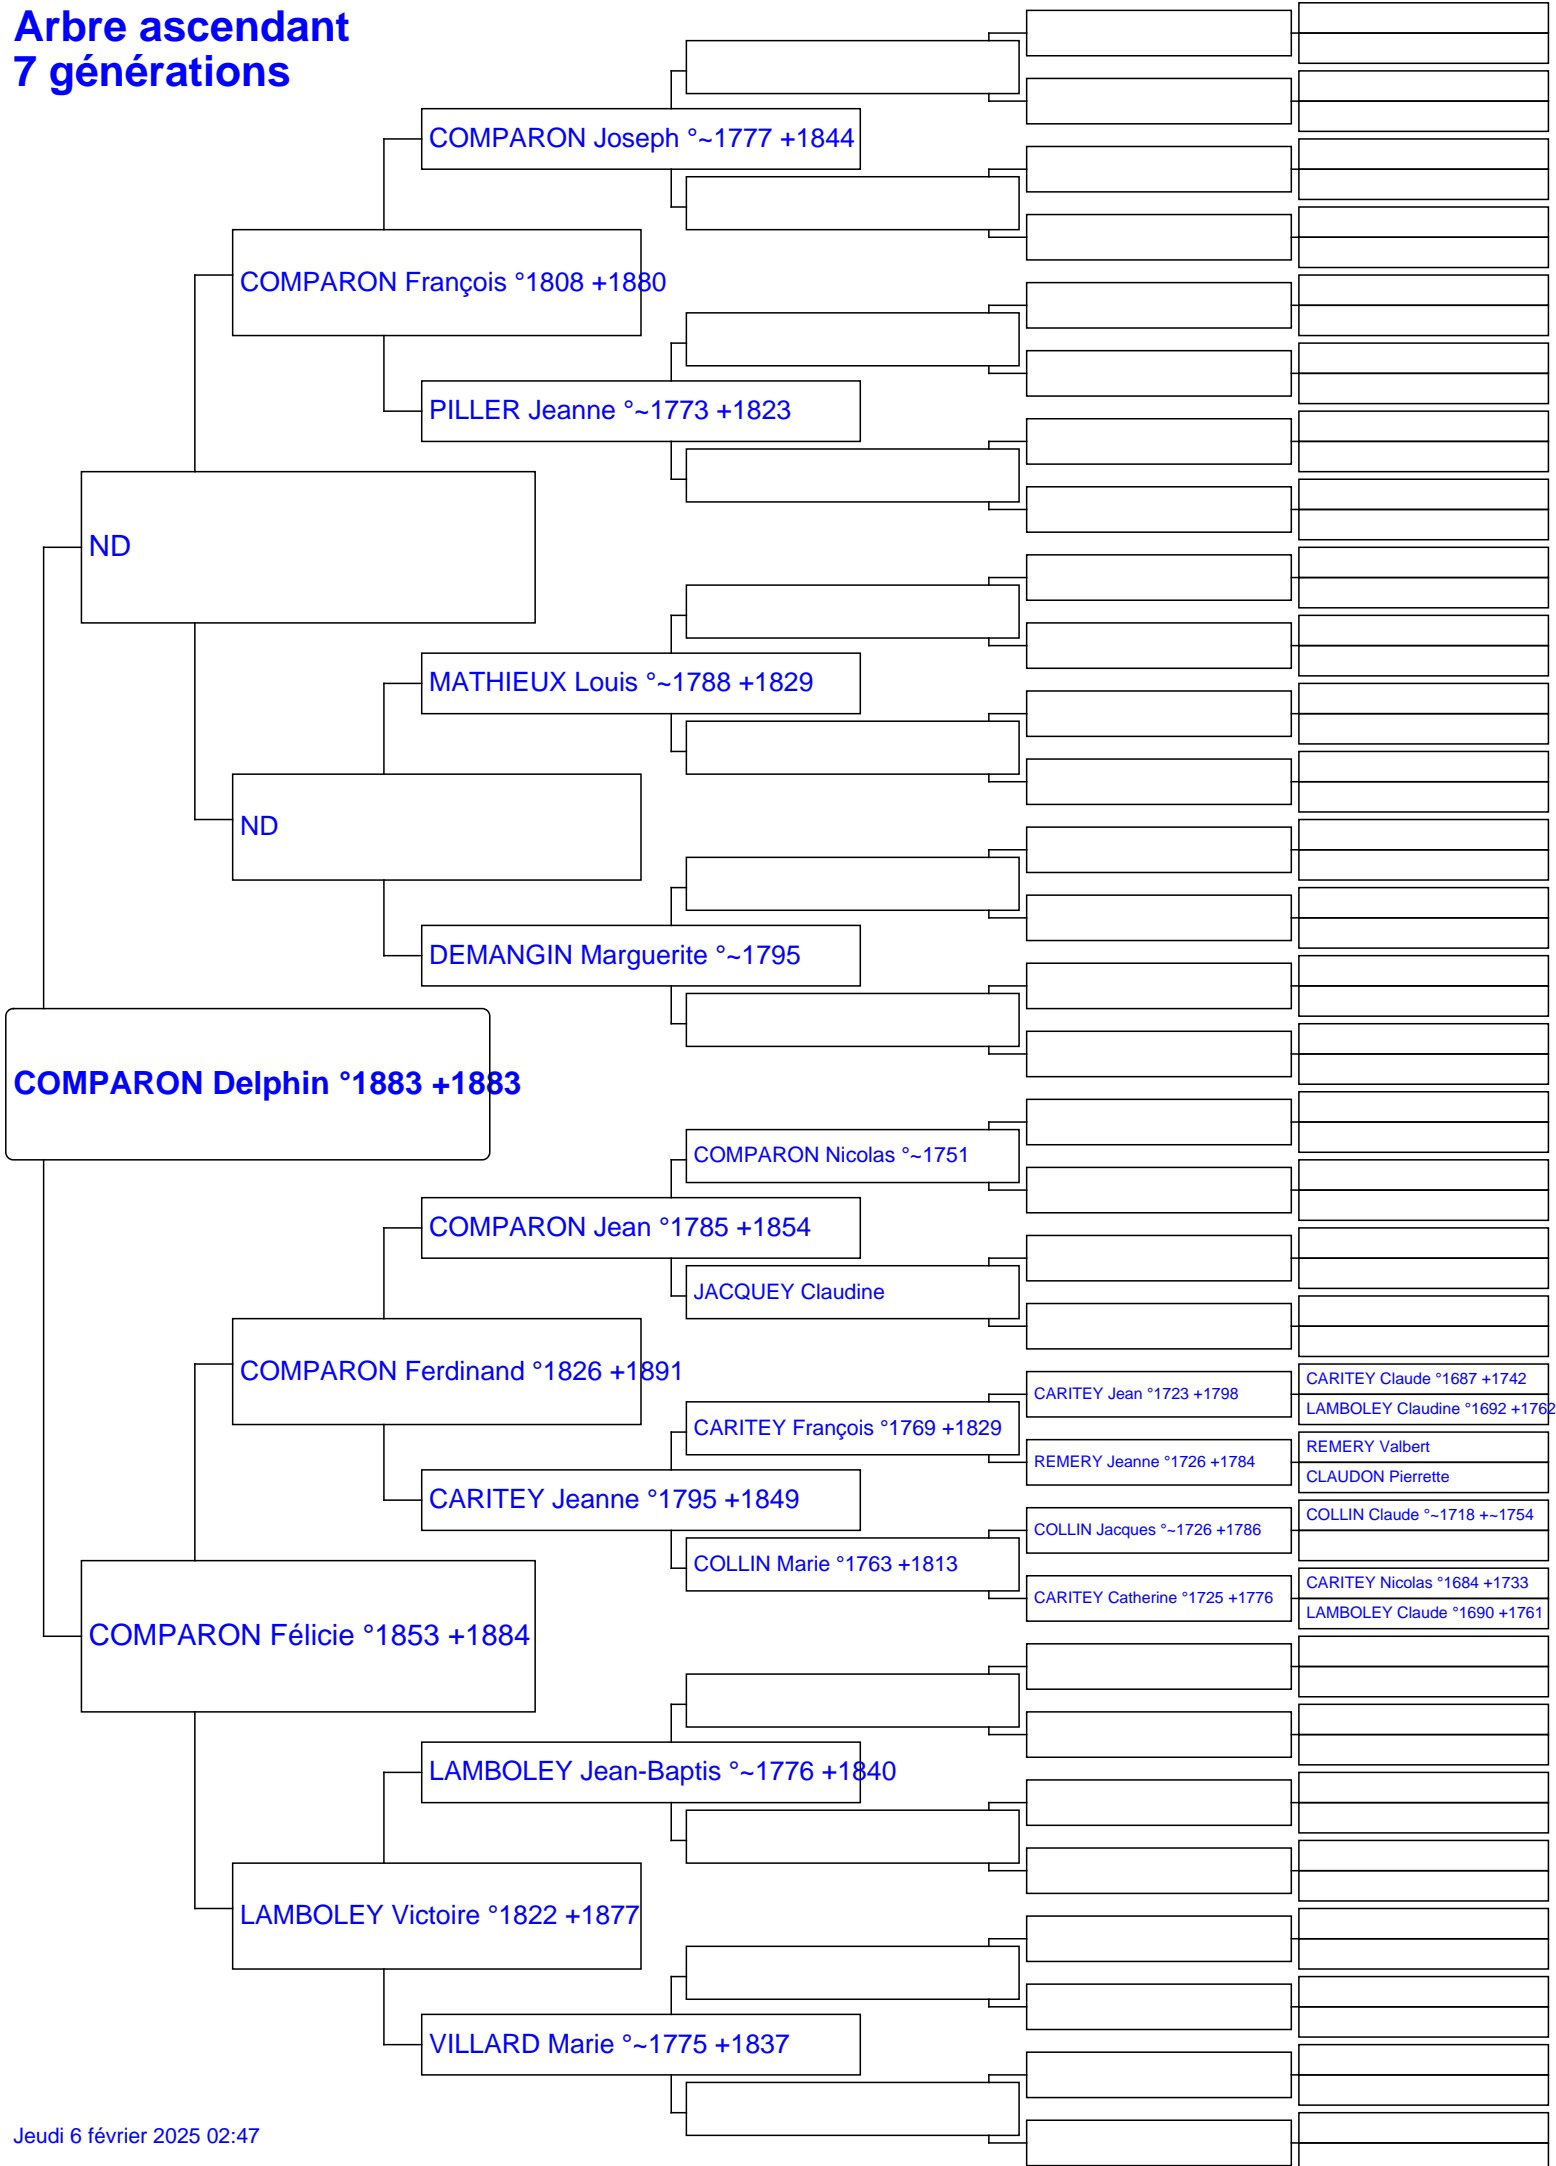 Arbre ascendant
7 générations
COMPARON Joseph °~1777 +1844
COMPARON François °1808 +1880
PILLER Jeanne °~1773 +1823
ND
MATHIEUX Louis °~1788 +1829
ND
DEMANGIN Marguerite °~1795
COMPARON Delphin °1883 +1883
COMPARON Nicolas °~1751
COMPARON Jean °1785 +1854
JACQUEY Claudine
COMPARON Ferdinand °1826 +1891
CARITEY Claude °1687 +1742
CARITEY Jean °1723 +1798
LAMBOLEY Claudine °1692 +1762
CARITEY François °1769 +1829
REMERY Valbert
REMERY Jeanne °1726 +1784
CLAUDON Pierrette
CARITEY Jeanne °1795 +1849
COLLIN Claude °~1718 +~1754
COLLIN Jacques °~1726 +1786
COLLIN Marie °1763 +1813
CARITEY Nicolas °1684 +1733
CARITEY Catherine °1725 +1776
LAMBOLEY Claude °1690 +1761
COMPARON Félicie °1853 +1884
LAMBOLEY Jean-Baptis °~1776 +1840
LAMBOLEY Victoire °1822 +1877
VILLARD Marie °~1775 +1837
Jeudi 6 février 2025 02:47